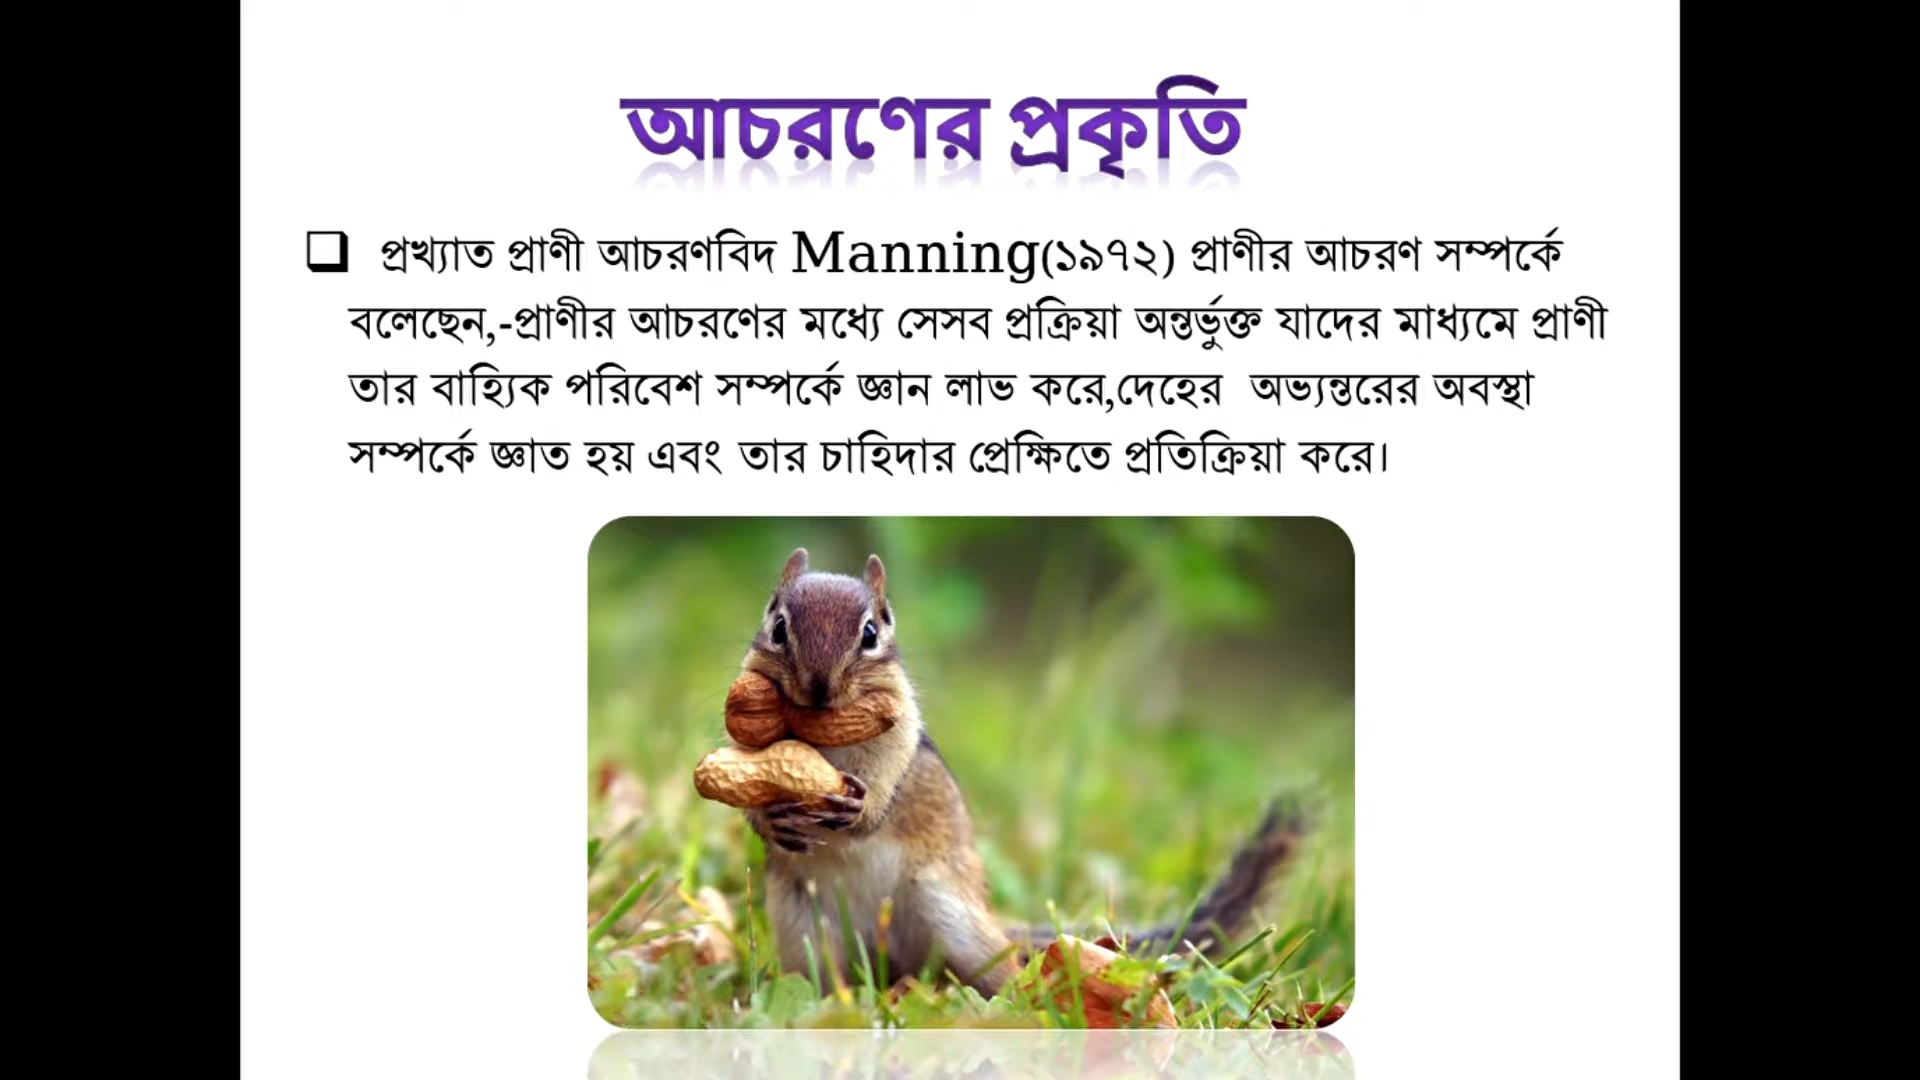 আচরণের প্রকৃতি
❑ প্রখ্যাত প্রাণী আচরণবিদ Manning(১৯৭২) প্রাণীর আচরণ সম্পর্কে
বলেছেন,-প্রাণীর আচরণের মধ্যে সেসব প্রক্রিয়া অন্তর্ভুক্ত যাদের মাধ্যমে প্রাণী
তার বাহ্যিক পরিবেশ সম্পর্কে জ্ঞান লাভ করে,দেহের অভ্যন্তরের অবস্থা
সম্পর্কে জ্ঞাত হয় এবং তার চাহিদার প্রেক্ষিতে প্রতিক্রিয়া করে।